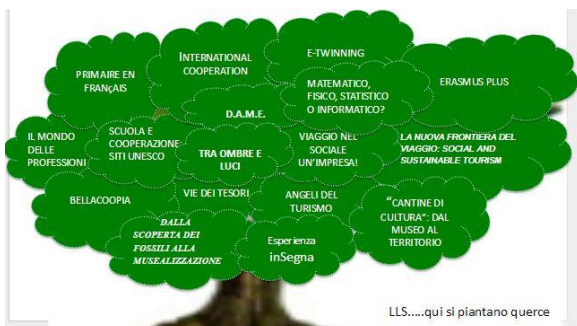 PRIMAIRE EN
FRANçAIS
INTERNATIONAL
COOPERATION
E-TWINNING
ERASMUS PLUS
D.A.M.E.
MATEMATICO,
FISICO, STATISTICO
O INFORMATICO?
IL MONDO
DELLE
PROFESSIONI
SCUOLA E
COOPERAZIONE
SITI UNESCO
TRA OMBRE E
LUCI
VIAGGIO NEL
SOCIALE
UN'IMPRESA!
LA NUOVA FRONTIERA DEL
VIAGGIO: SOCIAL AND
SUSTAINABLE TOURISM
BELLACOOPIA
VIE DEI TESORI
ANGELI DEL
TURISMO
"CANTINE DI
CULTURA": DAL
MUSEO AL
TERRITORIO
DALLA
SCOPERTA DEI
FOSSILI ALLA
MUSEALIZZAZIONE
Esperienza
inSegna
LLS.....qui si piantano querce